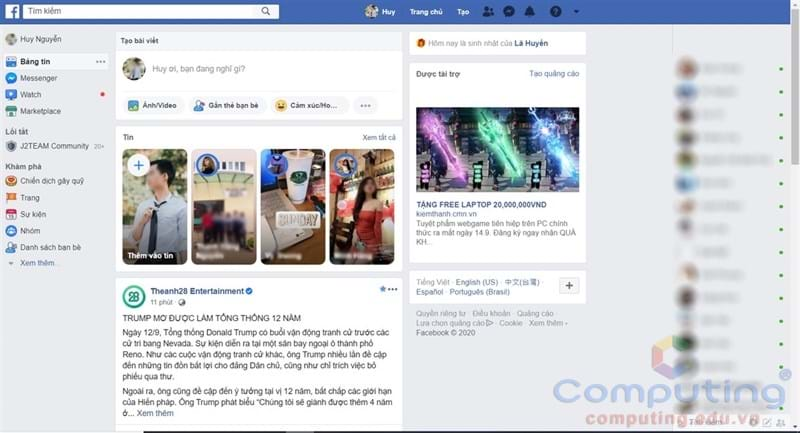 f
Tìm kiếm
Huy
Trang chủ
Tạo
Huy Nguyễn
Bảng tin
Messenger
Watch
Marketplace
Lối tắt
J2TEAM Community 20+
Khám phá
Chiến dịch gây quỹ
Trang
Sự kiện
Nhóm
Danh sách bạn bè
Xem thêm...
Tạo bài viết
Huy ơi, bạn đang nghĩ gì?
Ảnh/Video
Gắn thẻ bạn bè
Cảm xúc/Ho...
Tin
Xem tất cả
SUNDAY
Thêm vào tin
Theanh28 Entertainment
11 phút
TRUMP MƠ ĐƯỢC LÀM TỔNG THỐNG 12 NĂM
Ngày 12/9, Tổng thống Donald Trump có buổi vận động tranh cử trước các
cử tri bang Nevada. Sự kiện diễn ra tại một sân bay ngoại ô thành phố
Reno. Như các cuộc vận động tranh cử khác, ông Trump nhiều lần đề cập
đến những tin đồn bất lợi cho đảng Dân chủ, cũng như chỉ trích việc bỏ
phiếu qua thư.
Ngoài ra, ông cũng đề cập đến ý tưởng tại vị 12 năm, bất chấp các giới hạn
của Hiến pháp. Ông Trump phát biểu "Chúng tôi sẽ giành được thêm 4 năm
ở... Xem thêm
Hôm nay là sinh nhật của Lã Huyền
Được tài trợ
Tạo quảng cáo
TẶNG FREE LAPTOP 20,000,000VND
kiemthanh.cmn.vn
Tuyệt phẩm webgame tiên hiệp trên PC chính
thức ra mắt ngày 14.9. Đăng ký ngay nhận QUÀ
KH...
Tiếng Việt · English (US) · 中文(台灣) ·
Español · Português (Brasil)
Quyền riêng tư · Điều khoản · Quảng cáo ·
Lựa chọn quảng cáo · Cookie · Xem thêm
Facebook © 2020
Computing
computing.edu.vn
Tìm kiếm